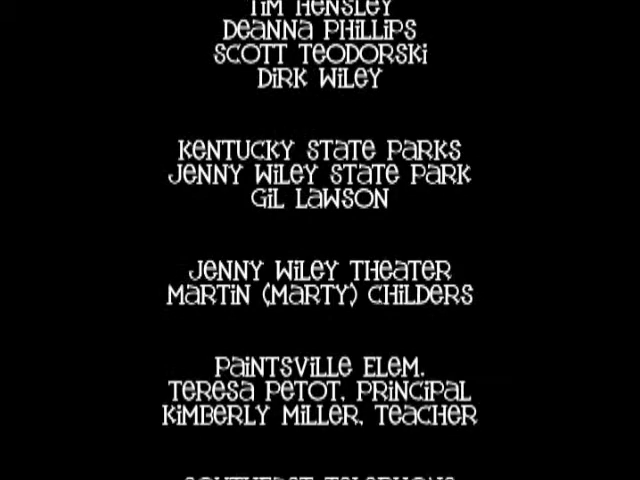 TIM HENSLEY
DEANNA PHILLIPS
SCOTT TEODORSKI
DIRK WILEY
KENTUCKY STATE PARKS
JENNY WILEY STATE PARK
GIL LAWSON
JENNY WILEY THEATER
MARTIN (MARTY) CHILDERS
PAINTSVILLE ELEM.
TERESA PETOT, PRINCIPAL
KIMBERLY MILLER, TEACHER